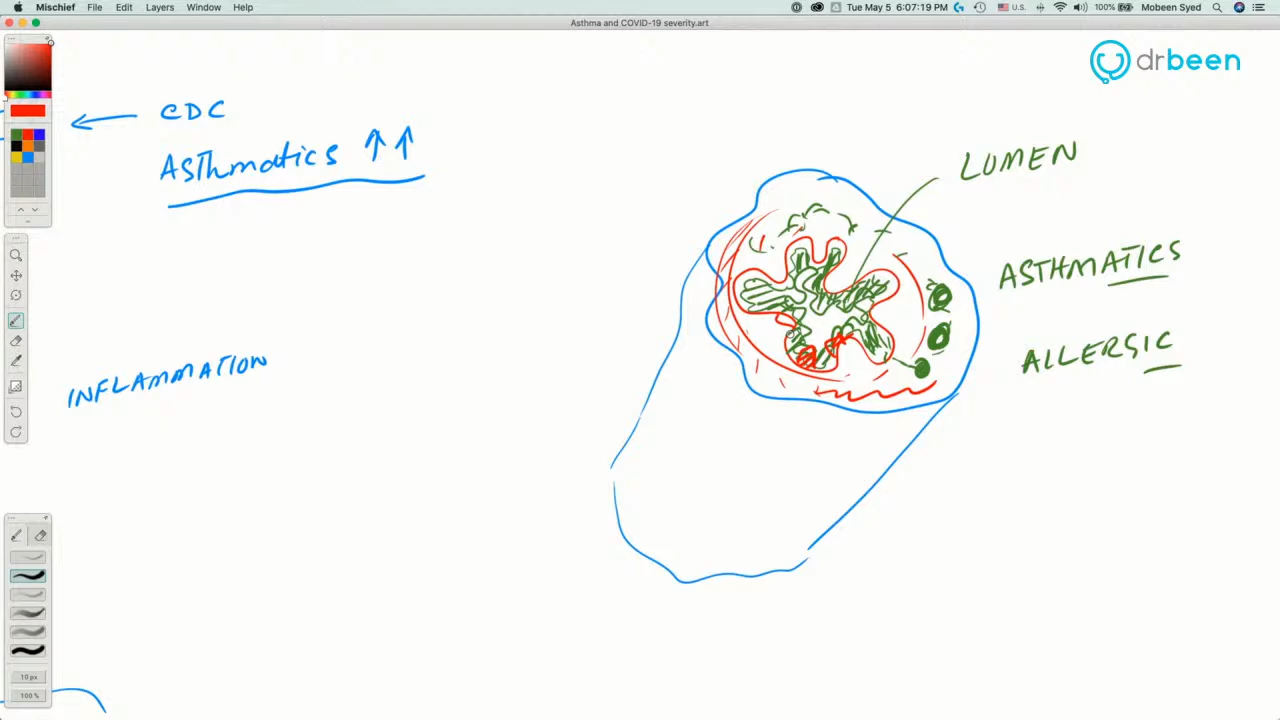 Mischief File Edit Layers Window Help
U.S. 100% Tue May 5 6:07:19 PM Mobeen Syed
Asthma and COVID-19 severity.art
drbeen
CDC
ASThmatics ↑↑
LUMEN
ASTHMATICS
ALLERGIC
INFLAMMATION
10 px
100 %